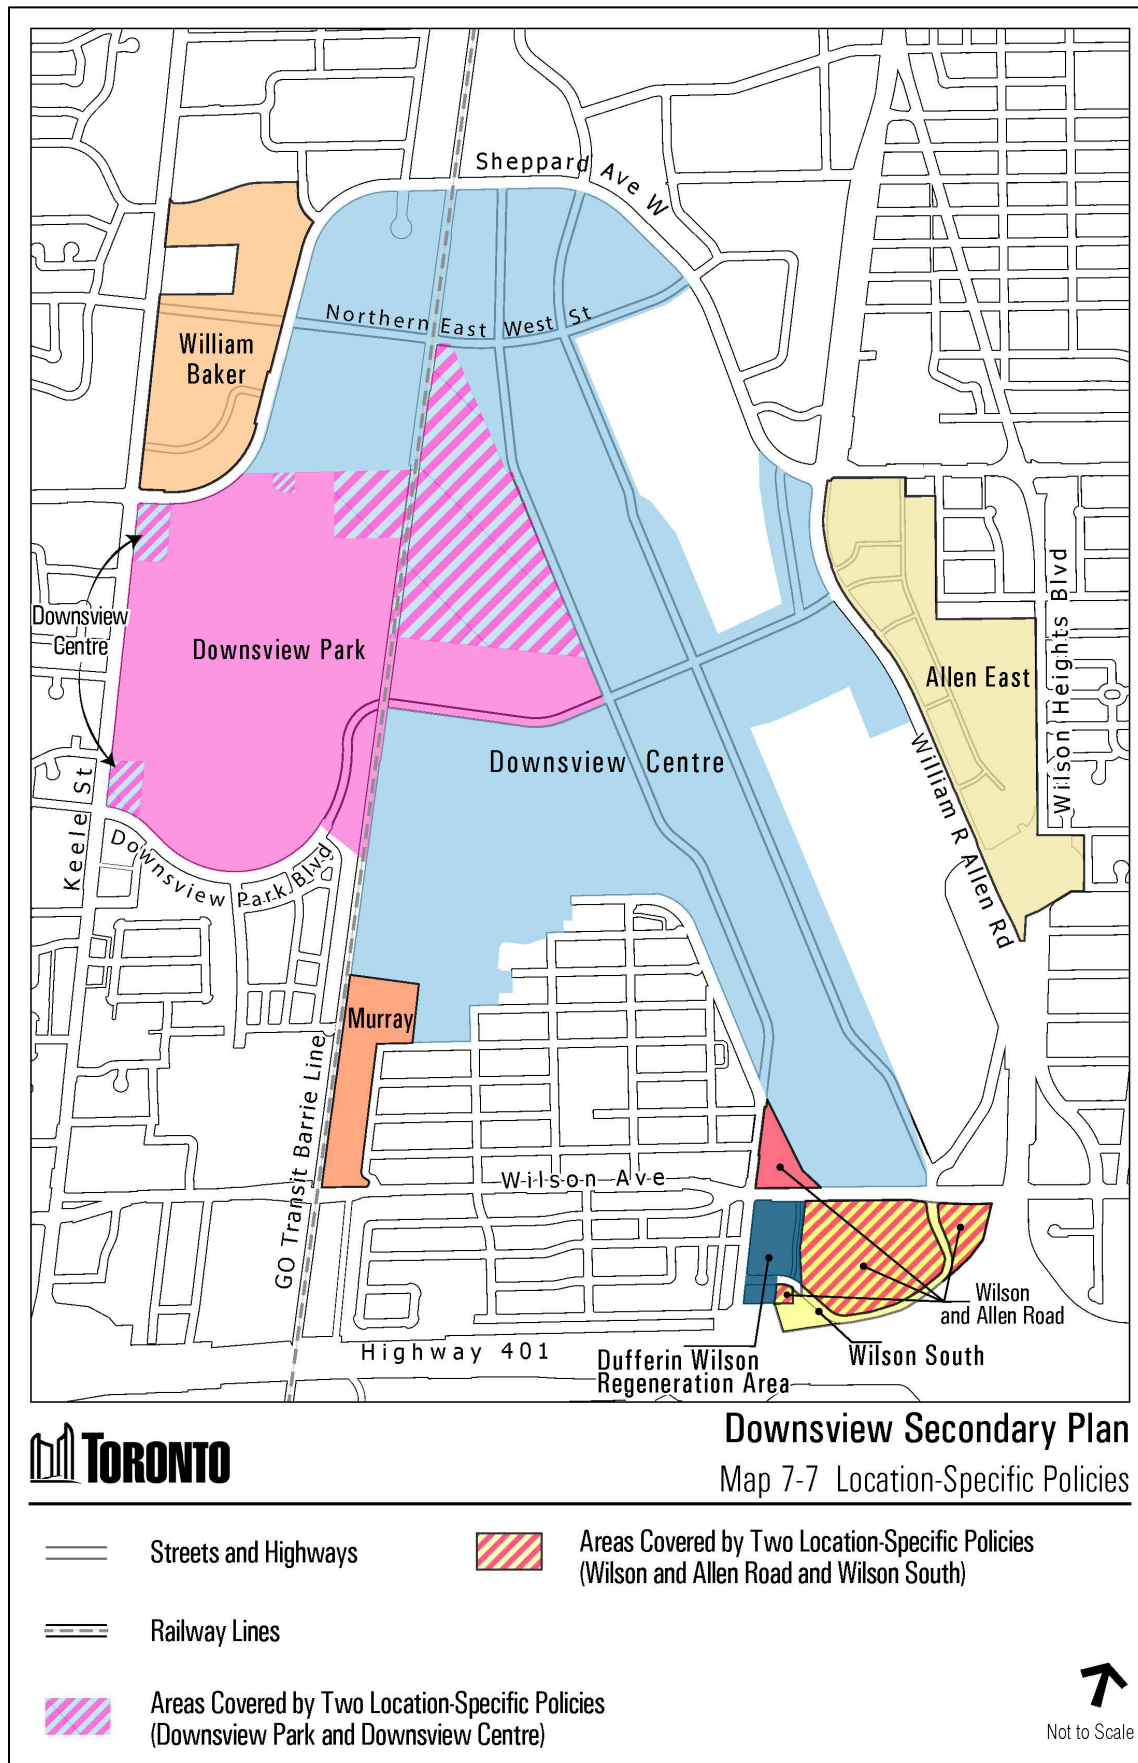 Sheppard Ave W
Northern East West St
William
Baker
Downsview
Centre
Downsview Park
Allen East
Wilson Heights Blvd
Downsview Centre
William R Allen Rd
Keele St
Downsview Park Blvd
Murray
GO Transit Barrie Line
Wilson Ave
Wilson
and Allen Road
Wilson South
Highway 401
Dufferin Wilson
Regeneration Area
Downsview Secondary Plan
TORONTO
Map 7-7 Location-Specific Policies
Streets and Highways
Areas Covered by Two Location-Specific Policies
(Wilson and Allen Road and Wilson South)
Railway Lines
Areas Covered by Two Location-Specific Policies
(Downsview Park and Downsview Centre)
Not to Scale